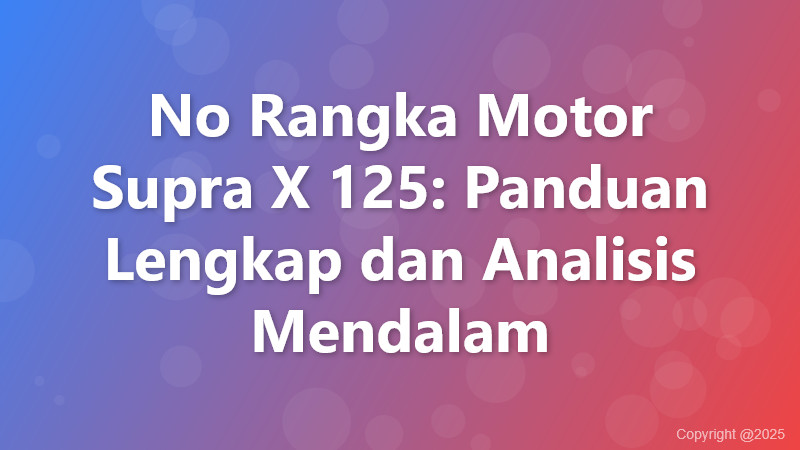 No Rangka Motor
Supra X 125: Panduan
Lengkap dan Analisis
Mendalam
Copyright @2025